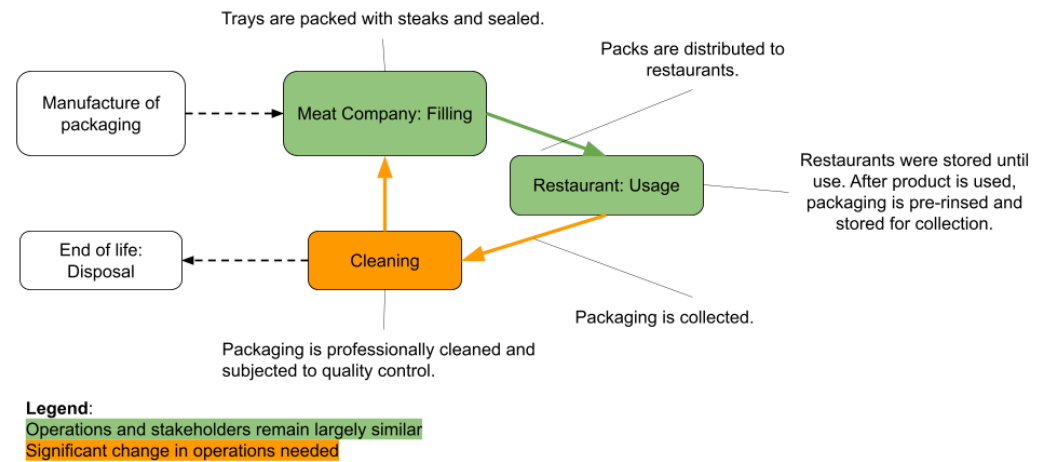 Trays are packed with steaks and sealed.
Packs are distributed to
restaurants.
Manufacture of
packaging
Meat Company: Filling
Restaurant: Usage
Restaurants were stored until
use. After product is used,
packaging is pre-rinsed and
stored for collection.
End of life:
Disposal
Cleaning
Packaging is collected.
Packaging is professionally cleaned and
subjected to quality control.
Legend:
Operations and stakeholders remain largely similar
Significant change in operations needed